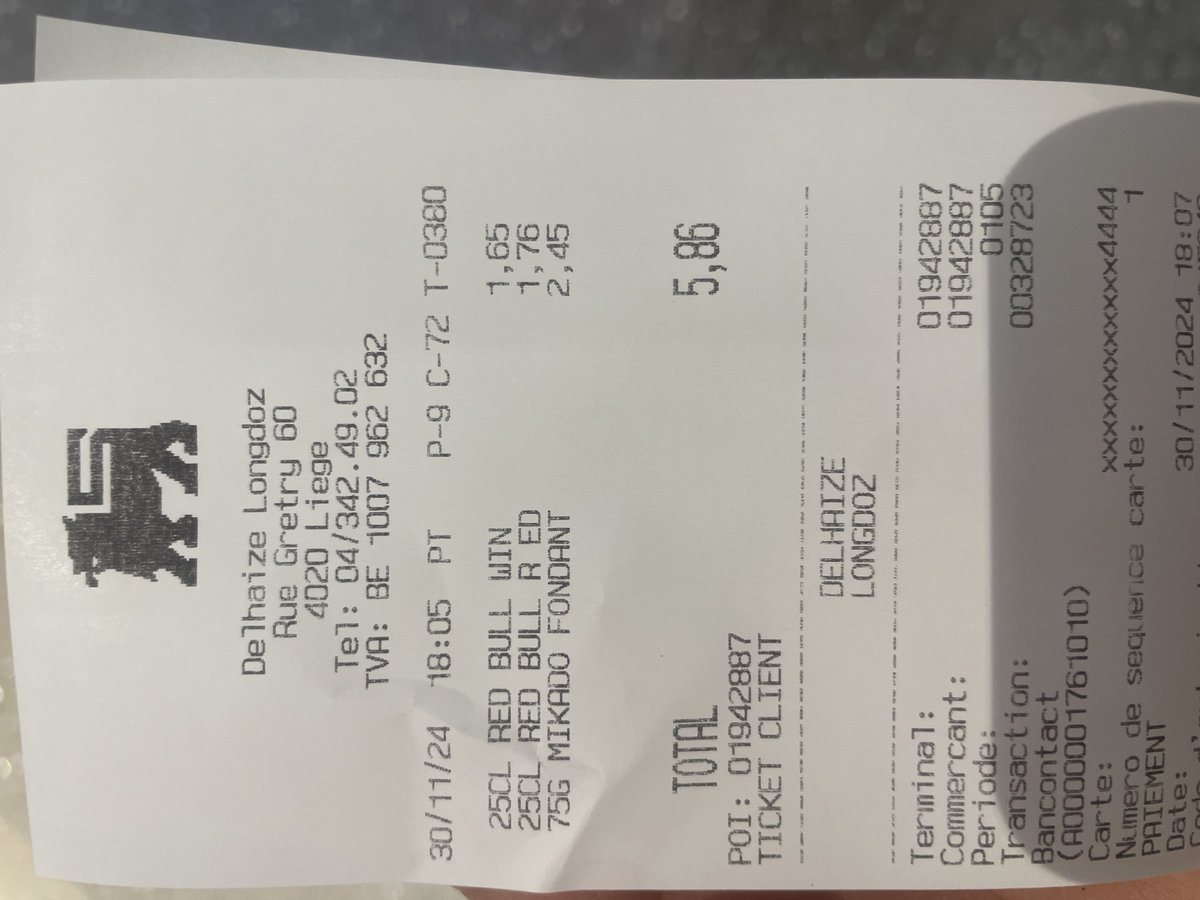 Delhaize Longdoz
Rue Gretry 60
4020 Liege
Tel: 04/342.49.02
TVA: BE 1007 962 632
30/11/24 18:05 PT P-9 C-72 T-0380
25CL RED BULL WIN 1,65
25CL RED BULL R ED 1,76
75G MIKADO FONDANT 2,45
TOTAL 5,86
POI: 01942887
TICKET CLIENT
DELHAIZE
LONGDOZ
Terminal: 01942887
Commercant: 01942887
Periode: 0105
Transaction: 00328723
Bancontact
(A0000001761010)
Carte: xxxxxxxxxxxxx4444
Numero de sequence carte: 1
PAIEMENT
Date: 30/11/2024 18:07